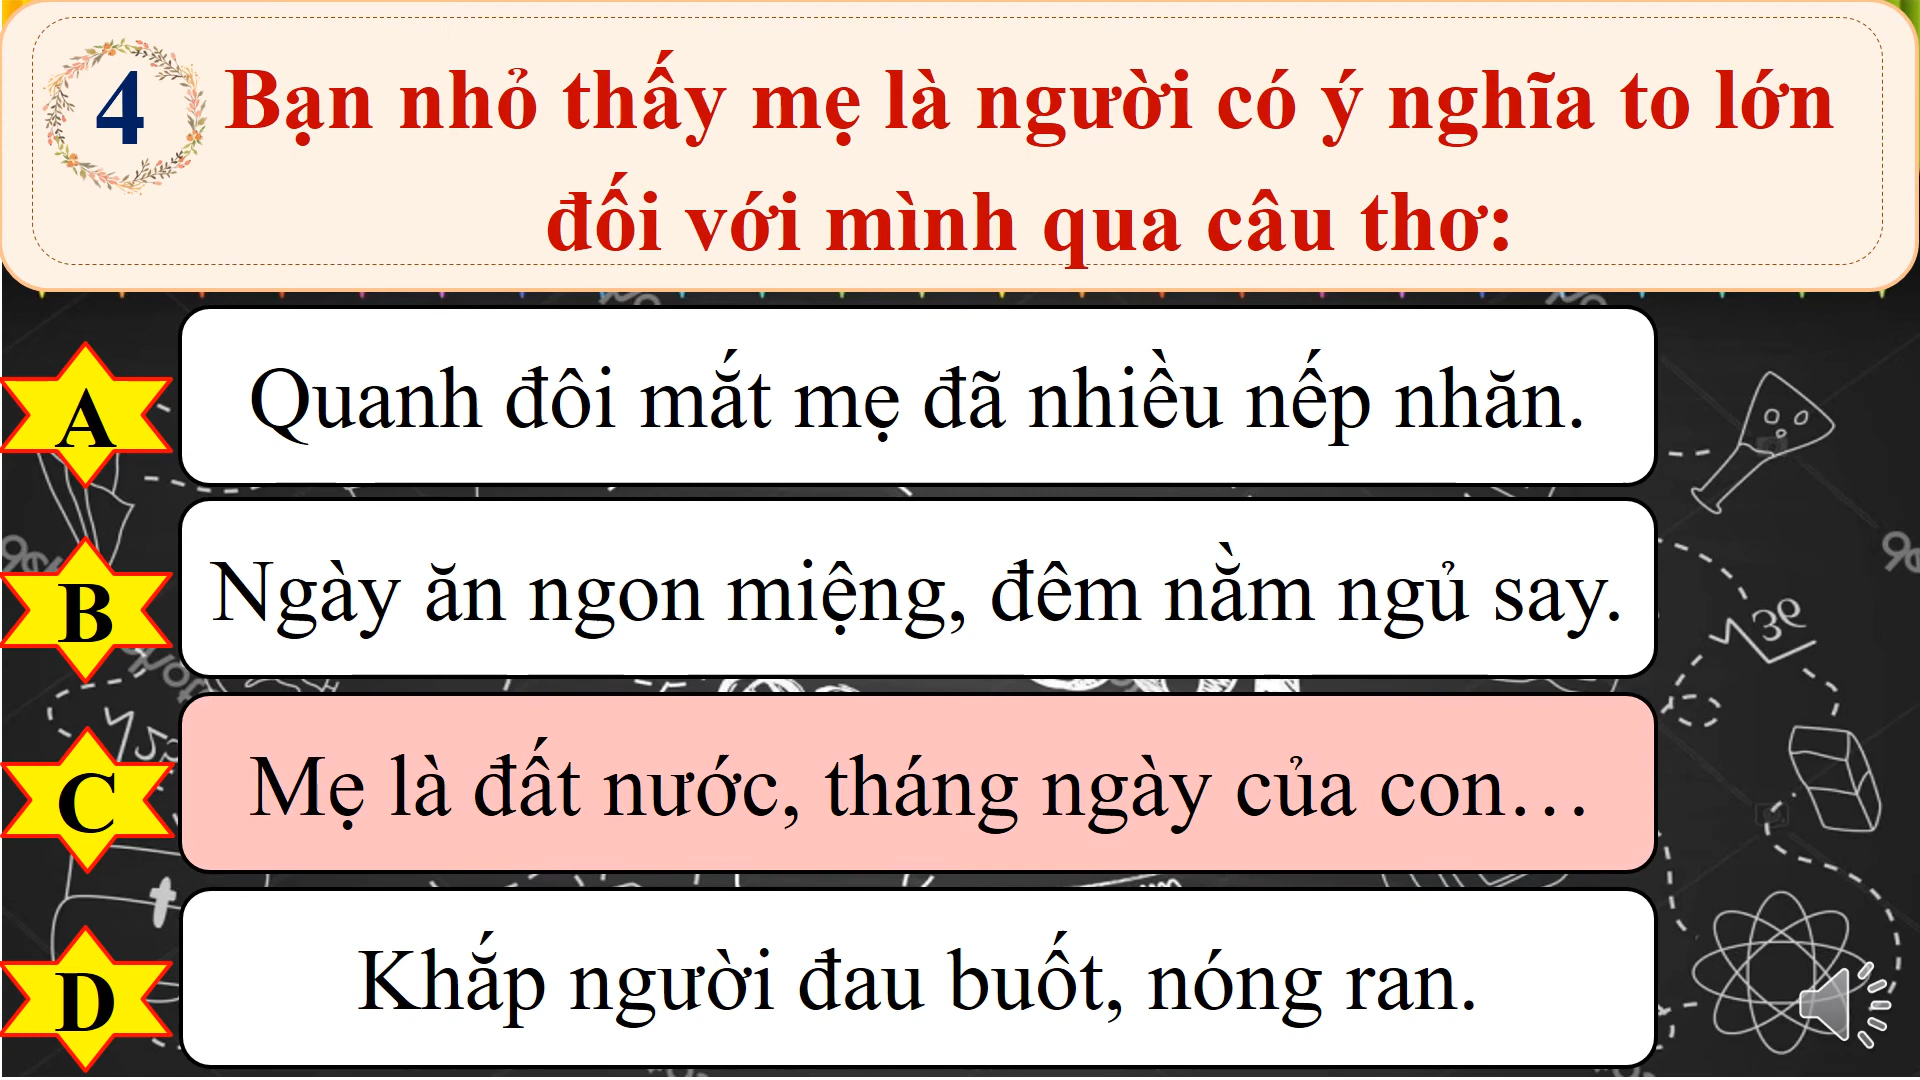 4
Bạn nhỏ thấy mẹ là người có ý nghĩa to lớn
đối với mình qua câu thơ:
A
Quanh đôi mắt mẹ đã nhiều nếp nhăn.
B
Ngày ăn ngon miệng, đêm nằm ngủ say.
C
Mẹ là đất nước, tháng ngày của con…
D
Khắp người đau buốt, nóng ran.